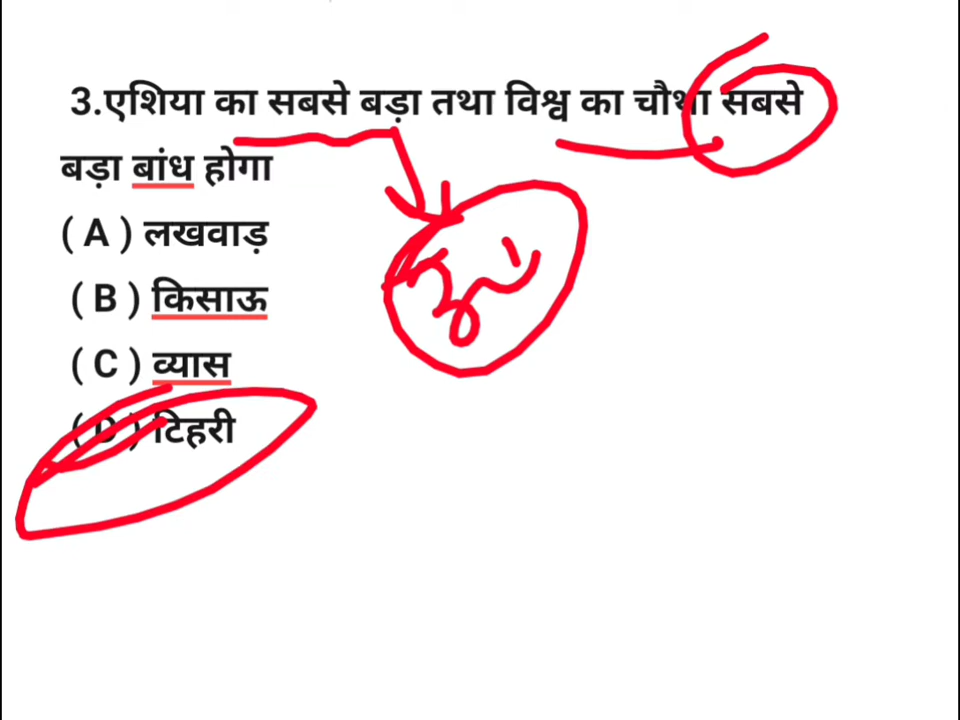 3.एशिया का सबसे बड़ा तथा विश्व का चौथा सबसे
बड़ा बांध होगा
( A ) लखवाड़
( B ) किसाऊ
( C ) व्यास
( D ) टिहरी